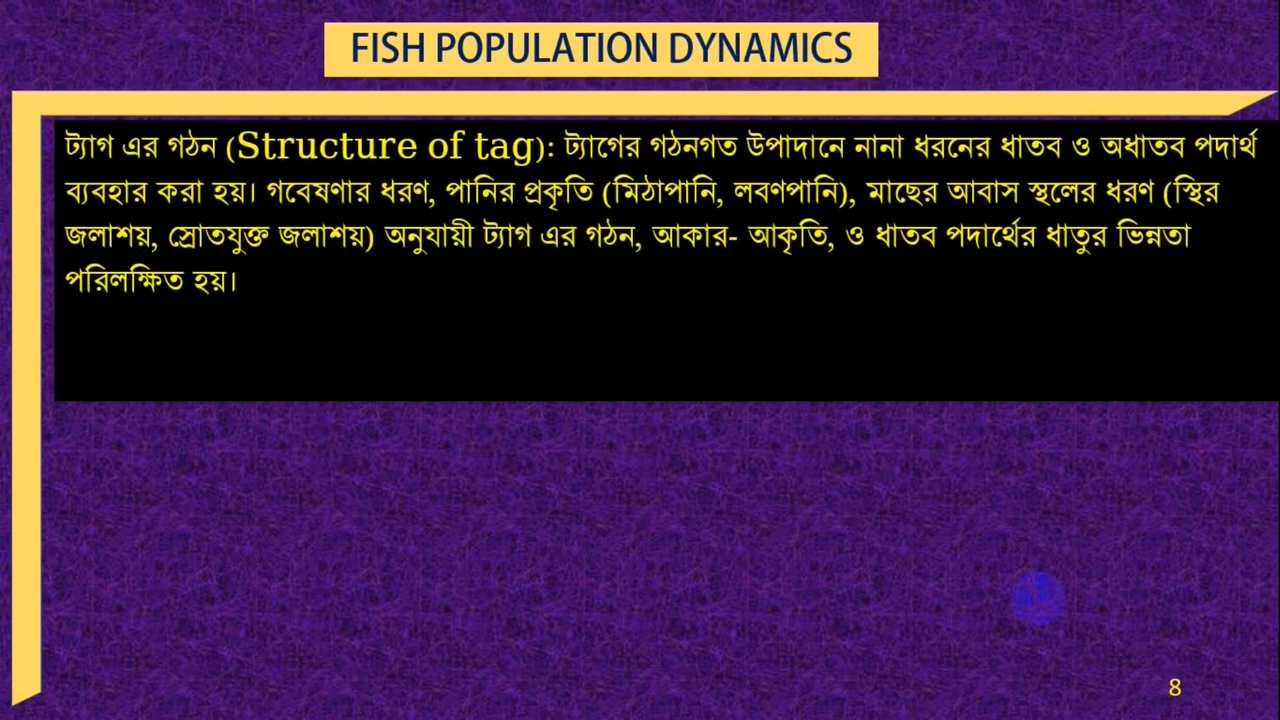 FISH POPULATION DYNAMICS
ট্যাগ এর গঠন (Structure of tag): ট্যাগের গঠনগত উপাদানে নানা ধরনের ধাতব ও অধাতব পদার্থ
ব্যবহার করা হয়। গবেষণার ধরণ, পানির প্রকৃতি (মিঠাপানি, লবণপানি), মাছের আবাস স্থলের ধরণ (স্থির
জলাশয়, স্রোতযুক্ত জলাশয়) অনুযায়ী ট্যাগ এর গঠন, আকার- আকৃতি, ও ধাতব পদার্থের ধাতুর ভিন্নতা
পরিলক্ষিত হয়।
8